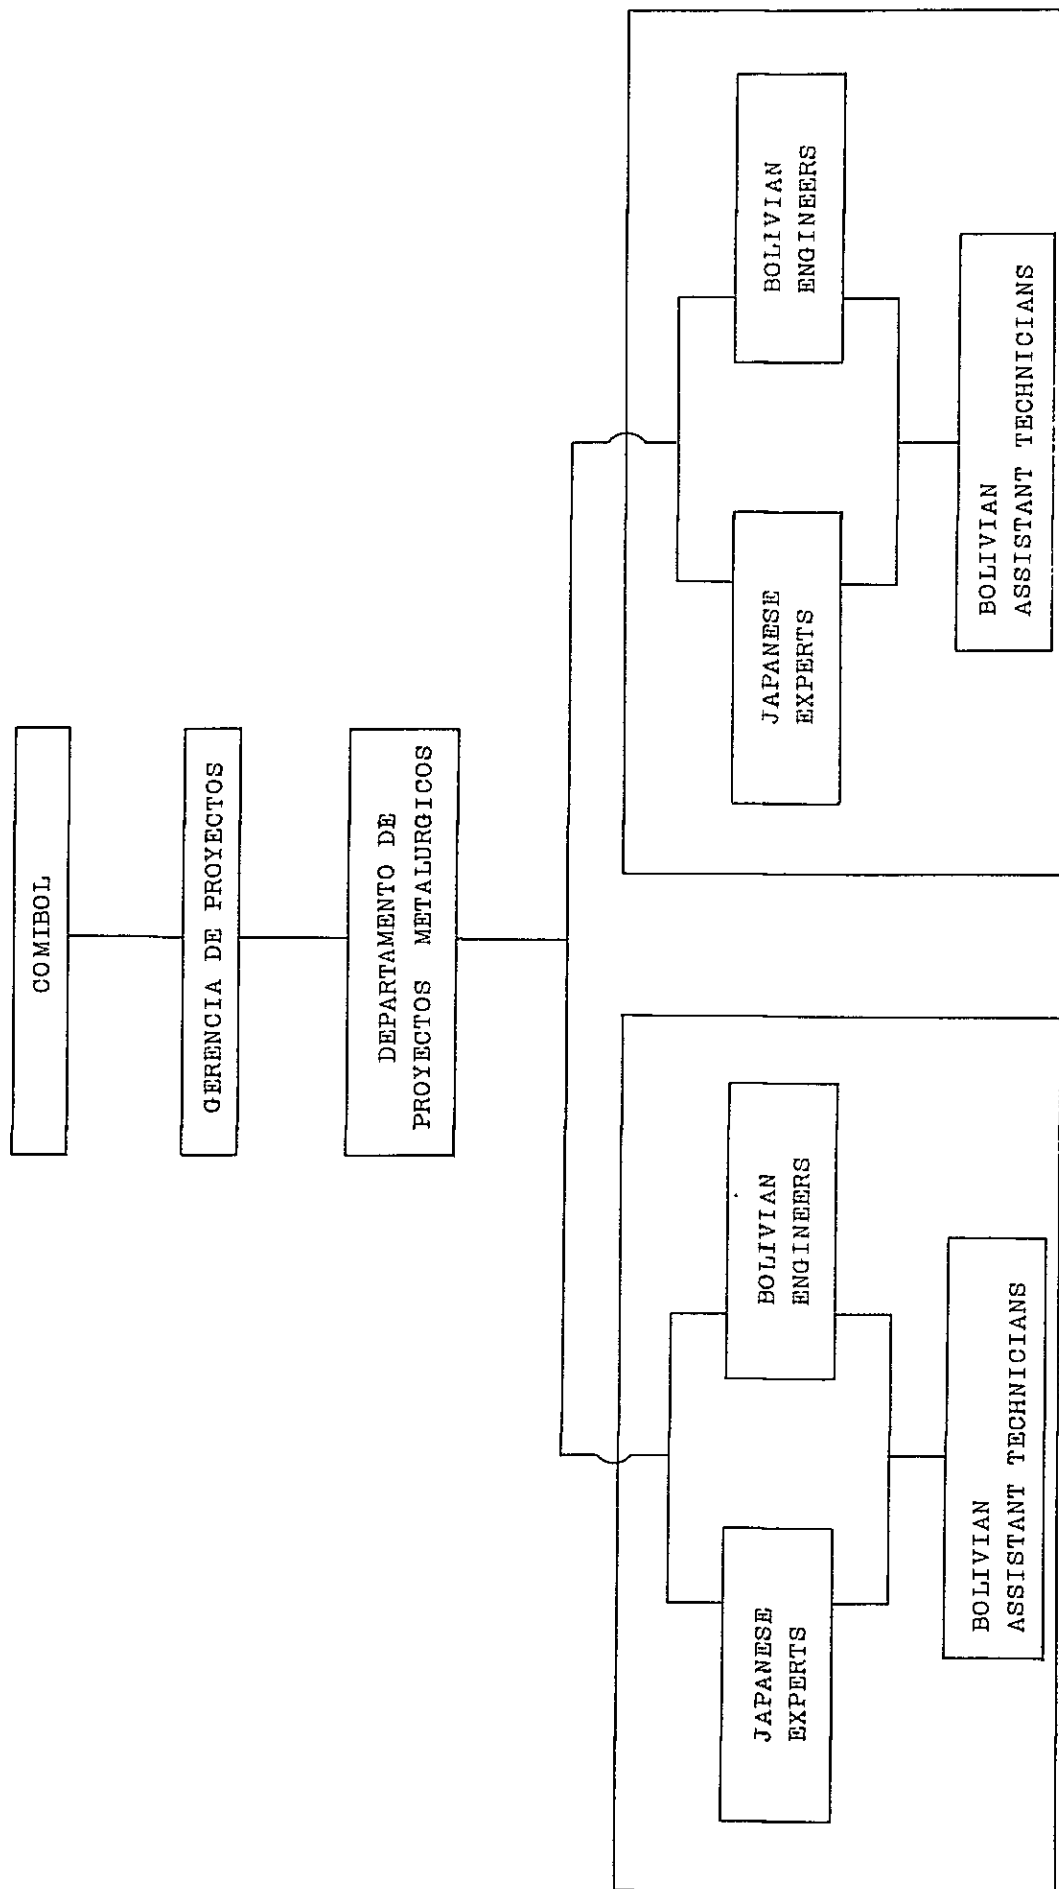 COMIBOL
GERENCIA DE PROYECTOS
DEPARTAMENTO DE
PROYECTOS METALURGICOS
JAPANESE
EXPERTS
BOLIVIAN
ENGINEERS
BOLIVIAN
ASSISTANT TECHNICIANS
JAPANESE
EXPERTS
BOLIVIAN
ENGINEERS
BOLIVIAN
ASSISTANT TECHNICIANS